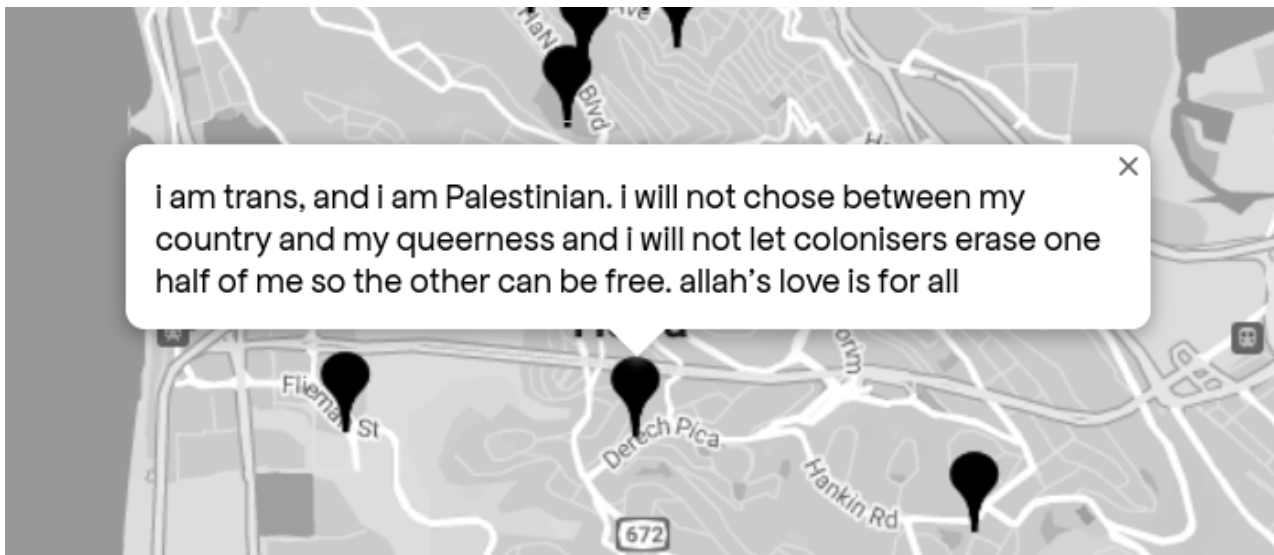 Blvd
i am trans, and i am Palestinian. i will not chose between my
country and my queerness and i will not let colonisers erase one
half of me so the other can be free. allah's love is for all
St
Derech Pica
Hankin Rd
672